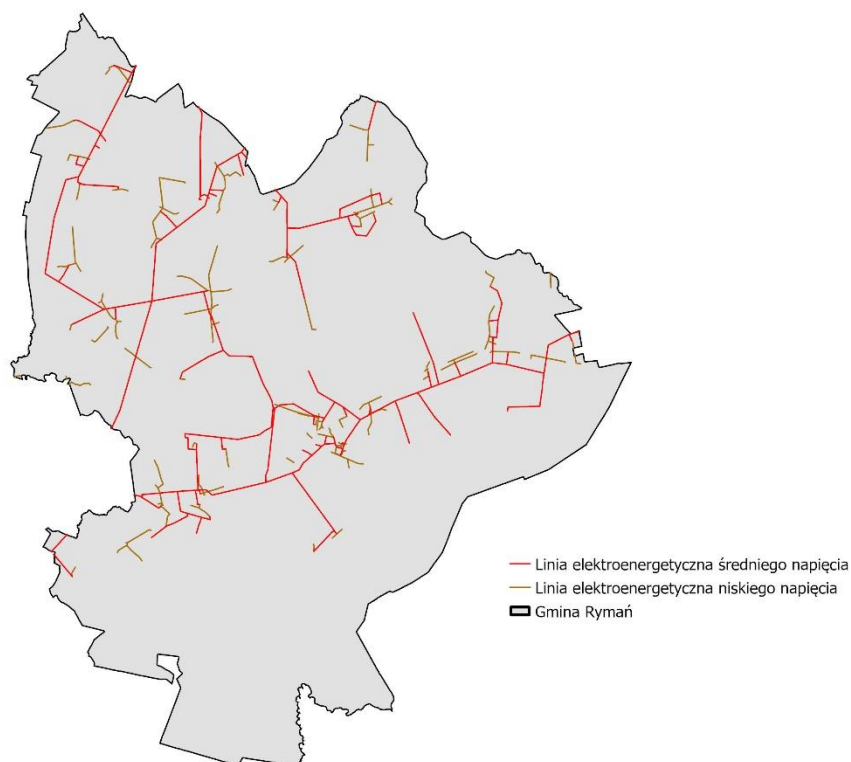 Linia elektroenergetyczna średniego napięcia
Linia elektroenergetyczna niskiego napięcia
Gmina Rymań